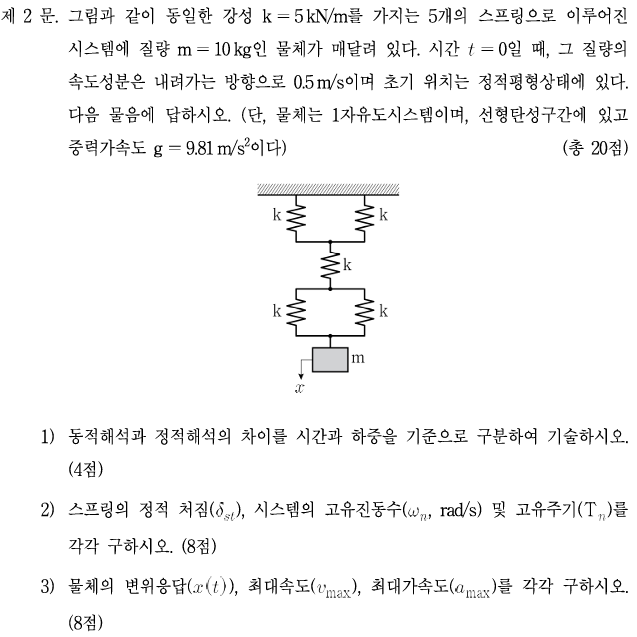 제 2 문. 그림과 같이 동일한 강성 k = 5 kN/m를 가지는 5개의 스프링으로 이루어진
시스템에 질량 m = 10 kg인 물체가 매달려 있다. 시간 t = 0일 때, 그 질량의
속도성분은 내려가는 방향으로 0.5 m/s이며 초기 위치는 정적평형상태에 있다.
다음 물음에 답하시오. (단, 물체는 1자유도시스템이며, 선형탄성구간에 있고
중력가속도 g = 9.81 m/s²이다) (총 20점)
k k
k
k k
m
x
1) 동적해석과 정적해석의 차이를 시간과 하중을 기준으로 구분하여 기술하시오.
(4점)
2) 스프링의 정적 처짐(δ_st), 시스템의 고유진동수(ω_n, rad/s) 및 고유주기(T_n)를
각각 구하시오. (8점)
3) 물체의 변위응답(x(t)), 최대속도(v_max), 최대가속도(a_max)를 각각 구하시오.
(8점)